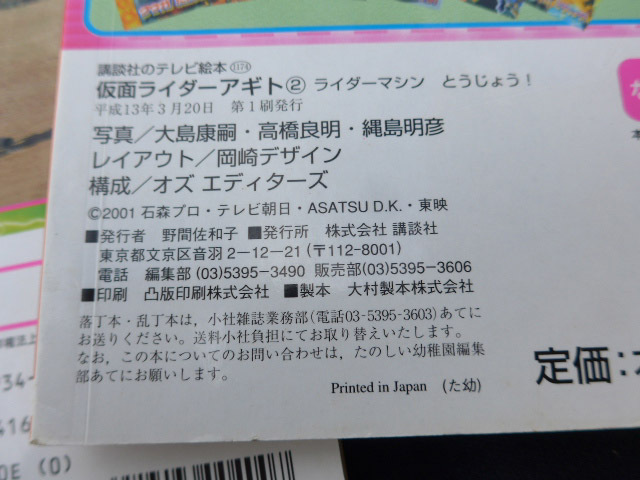 講談社のテレビ絵本(1174)
仮面ライダーアギト② ライダーマシン とうじょう!
平成13年3月20日 第1刷発行
写真/大島康嗣・高橋良明・縄島明彦
レイアウト/岡崎デザイン
構成/オズ エディターズ
©2001 石森プロ・テレビ朝日・ASATSU D.K.・東映
■発行者 野間佐和子 ■発行所 株式会社 講談社
東京都文京区音羽2-12-21(〒112-8001)
電話 編集部(03)5395-3490 販売部(03)5395-3606
■印刷 凸版印刷株式会社 ■製本 大村製本株式会社
落丁本・乱丁本は,小社雑誌業務部(電話03-5395-3603)あてに
お送りください。送料小社負担にてお取り替えいたします。
なお,この本についてのお問い合わせは,たのしい幼稚園編集
部あてにお願いします。
Printed in Japan (た幼)
定価:
34-
416
0E (0)